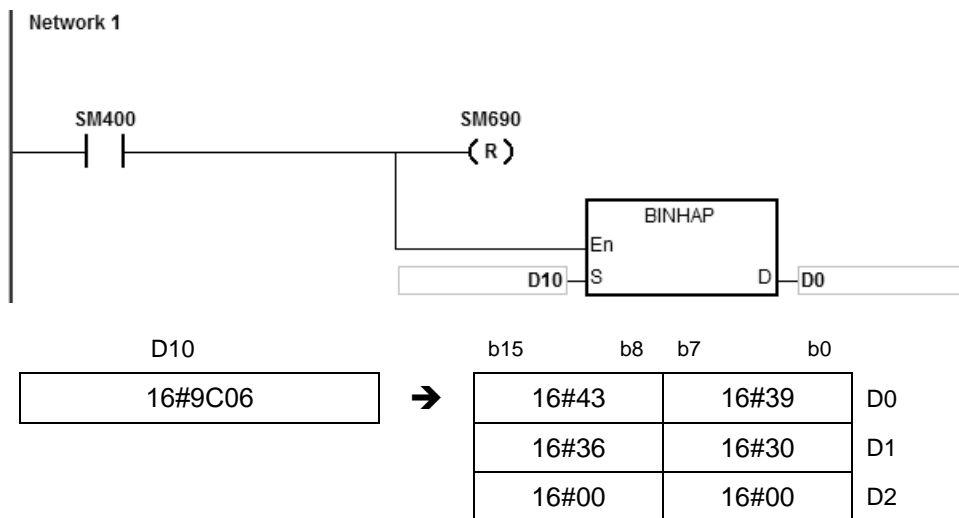 Network 1
SM400 SM690
( R )
BINHAP
En
D10 S D D0
D10 b15 b8 b7 b0
16#9C06 ➔ 16#43 16#39 D0
16#36 16#30 D1
16#00 16#00 D2